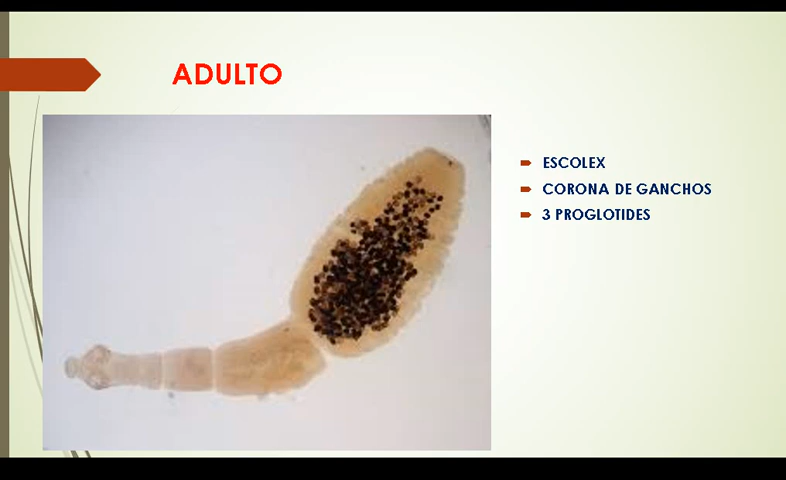 ADULTO
ESCOLEX
CORONA DE GANCHOS
3 PROGLOTIDES